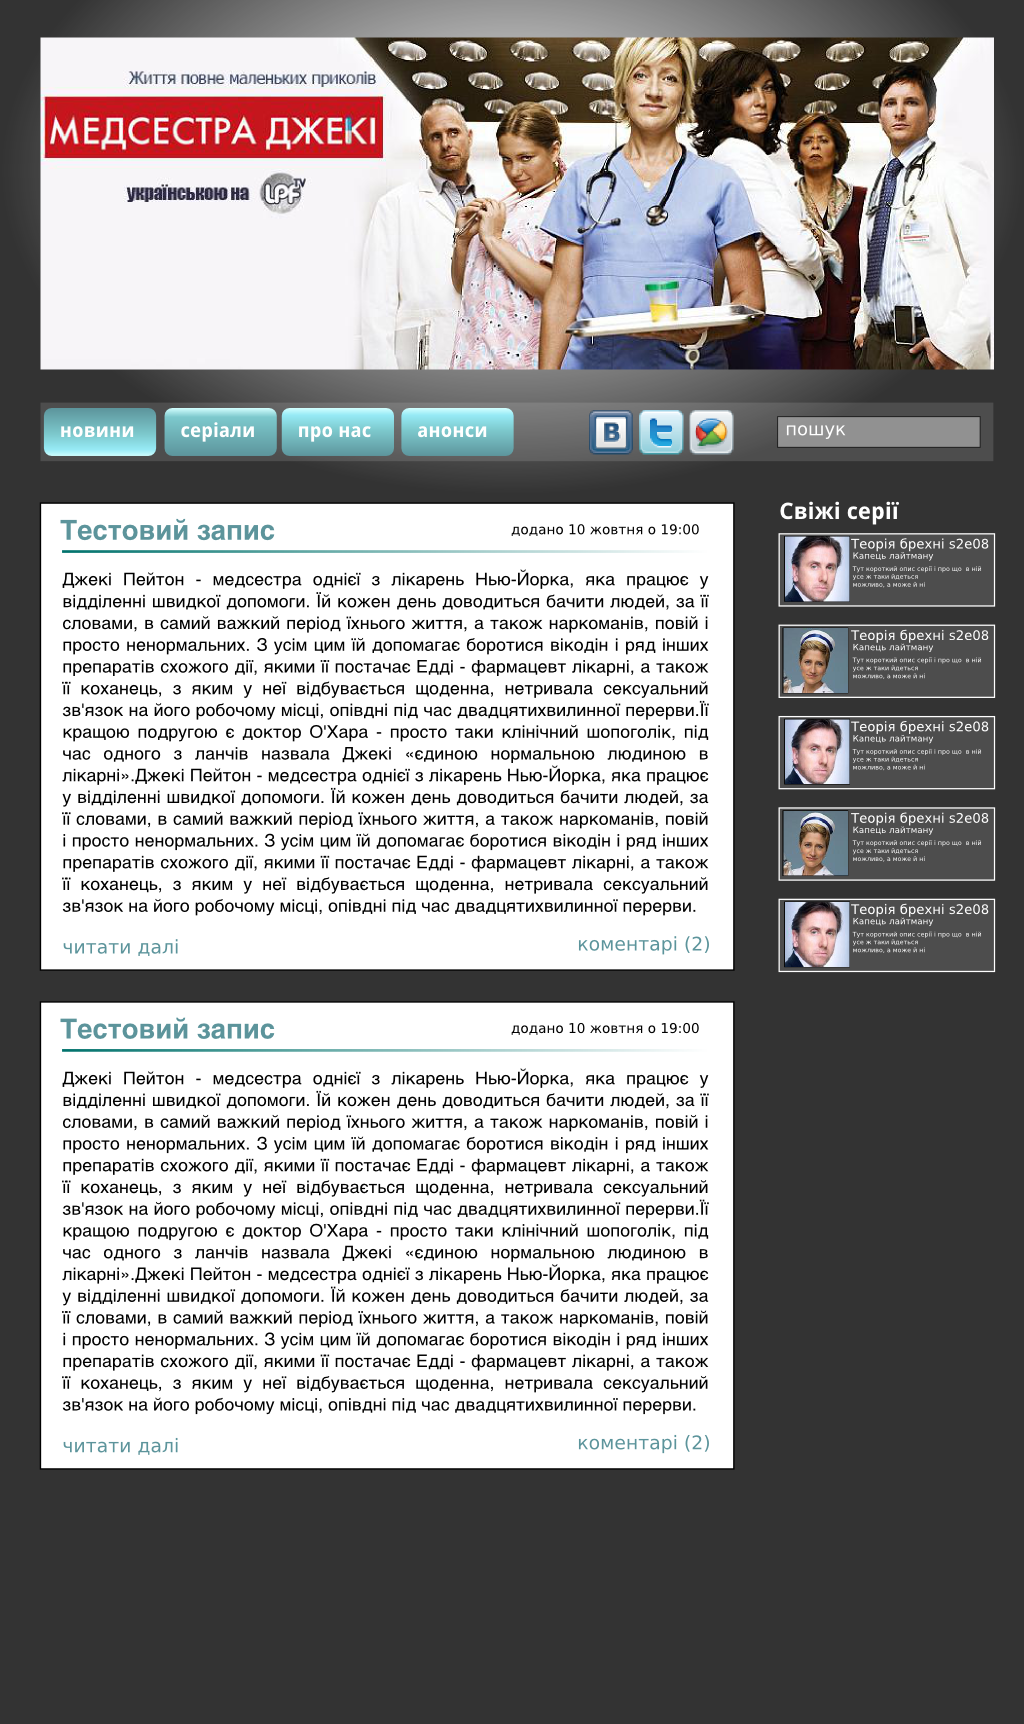 Життя повне маленьких приколів
МЕДСЕСТРА ДЖЕКІ
українською на LPF TV
новини
серіали
про нас
анонси
В
пошук
Тестовий запис
додано 10 жовтня о 19:00
Джекі Пейтон - медсестра однієї з лікарень Нью-Йорка, яка працює у
відділенні швидкої допомоги. Їй кожен день доводиться бачити людей, за її
словами, в самий важкий період їхнього життя, а також наркоманів, повій і
просто ненормальних. З усім цим їй допомагає боротися вікодін і ряд інших
препаратів схожого дії, якими її постачає Едді - фармацевт лікарні, а також
її коханець, з яким у неї відбувається щоденна, нетривала сексуальний
зв'язок на його робочому місці, опівдні під час двадцятихвилинної перерви.Її
кращою подругою є доктор О'Хара - просто таки клінічний шопоголік, під
час одного з ланчів назвала Джекі «єдиною нормальною людиною в
лікарні».Джекі Пейтон - медсестра однієї з лікарень Нью-Йорка, яка працює
у відділенні швидкої допомоги. Їй кожен день доводиться бачити людей, за
її словами, в самий важкий період їхнього життя, а також наркоманів, повій
і просто ненормальних. З усім цим їй допомагає боротися вікодін і ряд інших
препаратів схожого дії, якими її постачає Едді - фармацевт лікарні, а також
її коханець, з яким у неї відбувається щоденна, нетривала сексуальний
зв'язок на його робочому місці, опівдні під час двадцятихвилинної перерви.
читати далі
коментарі (2)
Тестовий запис
додано 10 жовтня о 19:00
Джекі Пейтон - медсестра однієї з лікарень Нью-Йорка, яка працює у
відділенні швидкої допомоги. Їй кожен день доводиться бачити людей, за її
словами, в самий важкий період їхнього життя, а також наркоманів, повій і
просто ненормальних. З усім цим їй допомагає боротися вікодін і ряд інших
препаратів схожого дії, якими її постачає Едді - фармацевт лікарні, а також
її коханець, з яким у неї відбувається щоденна, нетривала сексуальний
зв'язок на його робочому місці, опівдні під час двадцятихвилинної перерви.Її
кращою подругою є доктор О'Хара - просто таки клінічний шопоголік, під
час одного з ланчів назвала Джекі «єдиною нормальною людиною в
лікарні».Джекі Пейтон - медсестра однієї з лікарень Нью-Йорка, яка працює
у відділенні швидкої допомоги. Їй кожен день доводиться бачити людей, за
її словами, в самий важкий період їхнього життя, а також наркоманів, повій
і просто ненормальних. З усім цим їй допомагає боротися вікодін і ряд інших
препаратів схожого дії, якими її постачає Едді - фармацевт лікарні, а також
її коханець, з яким у неї відбувається щоденна, нетривала сексуальний
зв'язок на його робочому місці, опівдні під час двадцятихвилинної перерви.
читати далі
коментарі (2)
Свіжі серії
Теорія брехні s2e08
Капець лайтману
Тут короткий опис серії і про що в ній
усе ж таки йдеться
можливо, а може й ні
Теорія брехні s2e08
Капець лайтману
Тут короткий опис серії і про що в ній
усе ж таки йдеться
можливо, а може й ні
Теорія брехні s2e08
Капець лайтману
Тут короткий опис серії і про що в ній
усе ж таки йдеться
можливо, а може й ні
Теорія брехні s2e08
Капець лайтману
Тут короткий опис серії і про що в ній
усе ж таки йдеться
можливо, а може й ні
Теорія брехні s2e08
Капець лайтману
Тут короткий опис серії і про що в ній
усе ж таки йдеться
можливо, а може й ні